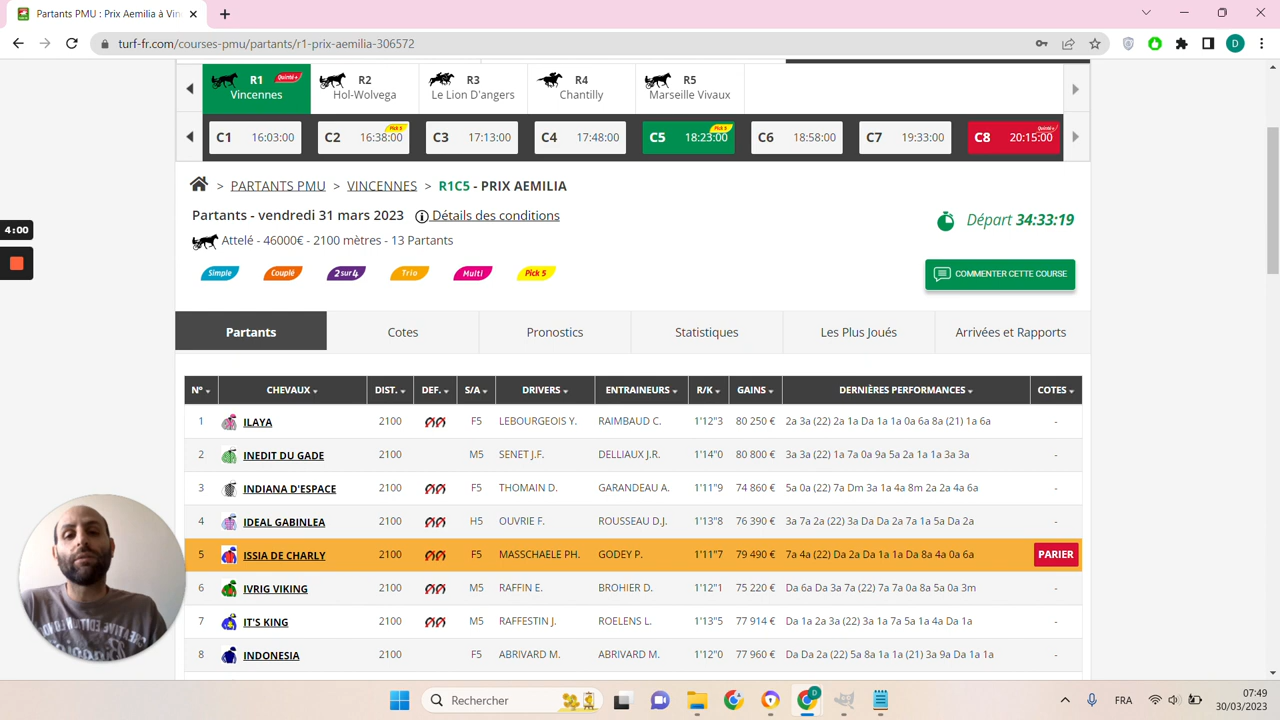 Partants PMU : Prix Aemilia à Vin
turf-fr.com/courses-pmu/partants/r1-prix-aemilia-306572
D
R1 Quinté+
Vincennes
R2
Hol-Wolvega
R3
Le Lion D'angers
R4
Chantilly
R5
Marseille Vivaux
C1 16:03:00
C2 16:38:00 Pick 5
C3 17:13:00
C4 17:48:00
C5 18:23:00 Pick 5
C6 18:58:00
C7 19:33:00
C8 20:15:00 Quinté+
> PARTANTS PMU > VINCENNES > R1C5 - PRIX AEMILIA
Partants - vendredi 31 mars 2023 Détails des conditions
Départ 34:33:19
4:00
Attelé - 46000€ - 2100 mètres - 13 Partants
Simple Couplé 2 sur 4 Trio Multi Pick 5
COMMENTER CETTE COURSE
Partants Cotes Pronostics Statistiques Les Plus Joués Arrivées et Rapports
N° CHEVAUX DIST. DEF. S/A DRIVERS ENTRAINEURS R/K GAINS DERNIÈRES PERFORMANCES COTES
1 ILAYA 2100 F5 LEBOURGEOIS Y. RAIMBAUD C. 1'12"3 80 250 € 2a 3a (22) 2a 1a Da 1a 1a 0a 6a 8a (21) 1a 6a -
2 INEDIT DU GADE 2100 M5 SENET J.F. DELLIAUX J.R. 1'14"0 80 800 € 3a 3a (22) 1a 7a 0a 9a 5a 2a 1a 1a 3a 3a -
3 INDIANA D'ESPACE 2100 F5 THOMAIN D. GARANDEAU A. 1'11"9 74 860 € 5a 0a (22) 7a Dm 3a 1a 4a 8m 2a 2a 4a 6a -
4 IDEAL GABINLEA 2100 H5 OUVRIE F. ROUSSEAU D.J. 1'13"8 76 390 € 7a 7a 2a (22) 3a Da Da 2a 7a 1a 5a Da 2a -
5 ISSIA DE CHARLY 2100 F5 MASSCHAELE PH. GODEY P. 1'11"7 79 490 € 7a 4a (22) Da 2a Da 1a 1a Da 8a 4a 0a 6a PARIER
6 IVRIG VIKING 2100 M5 RAFFIN E. BROHIER D. 1'12"1 75 220 € Da 6a Da 3a 7a (22) 7a 7a 0a 8a 5a 0a 3m -
7 IT'S KING 2100 M5 RAFFESTIN J. ROELENS L. 1'13"5 77 914 € Da 1a 2a 3a (22) 3a 1a 7a 5a 1a 4a Da 1a -
8 INDONESIA 2100 F5 ABRIVARD M. ABRIVARD M. 1'12"0 77 960 € Da Da 2a (22) 5a 8a 1a 1a (21) 3a 9a Da 1a 1a -
Rechercher
D
FRA
07:49
30/03/2023